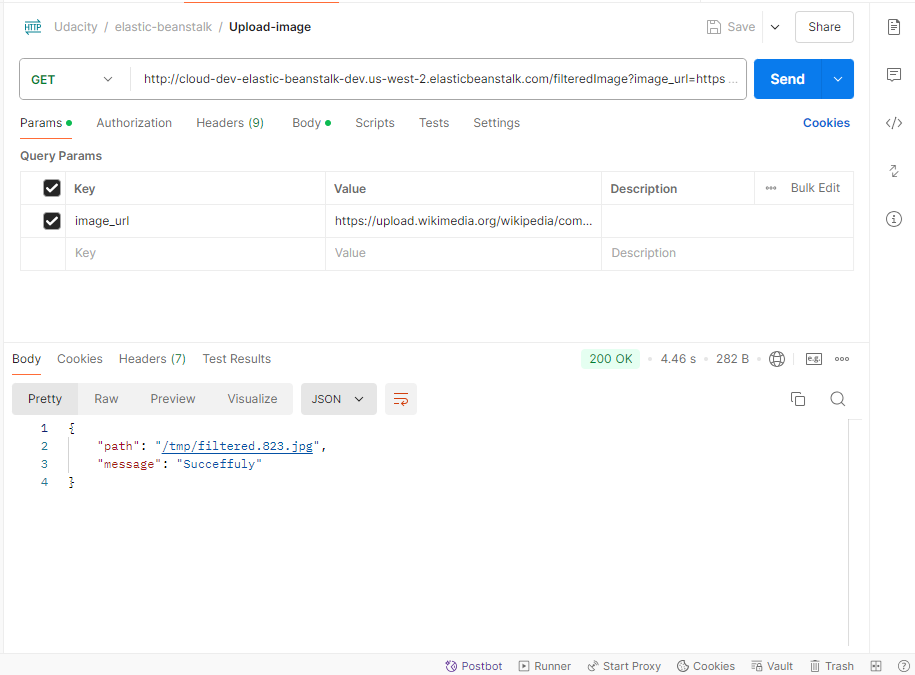 HTTP Udacity / elastic-beanstalk / Upload-image Save Share
GET http://cloud-dev-elastic-beanstalk-dev.us-west-2.elasticbeanstalk.com/filteredImage?image_url=https ... Send
Params Authorization Headers (9) Body Scripts Tests Settings Cookies
Query Params
Key Value Description Bulk Edit
image_url https://upload.wikimedia.org/wikipedia/com...
Key Value Description
Body Cookies Headers (7) Test Results 200 OK 4.46 s 282 B e.g.
Pretty Raw Preview Visualize JSON
1 {
2 "path": "/tmp/filtered.823.jpg",
3 "message": "Succeffuly"
4 }
Postbot Runner Start Proxy Cookies Vault Trash